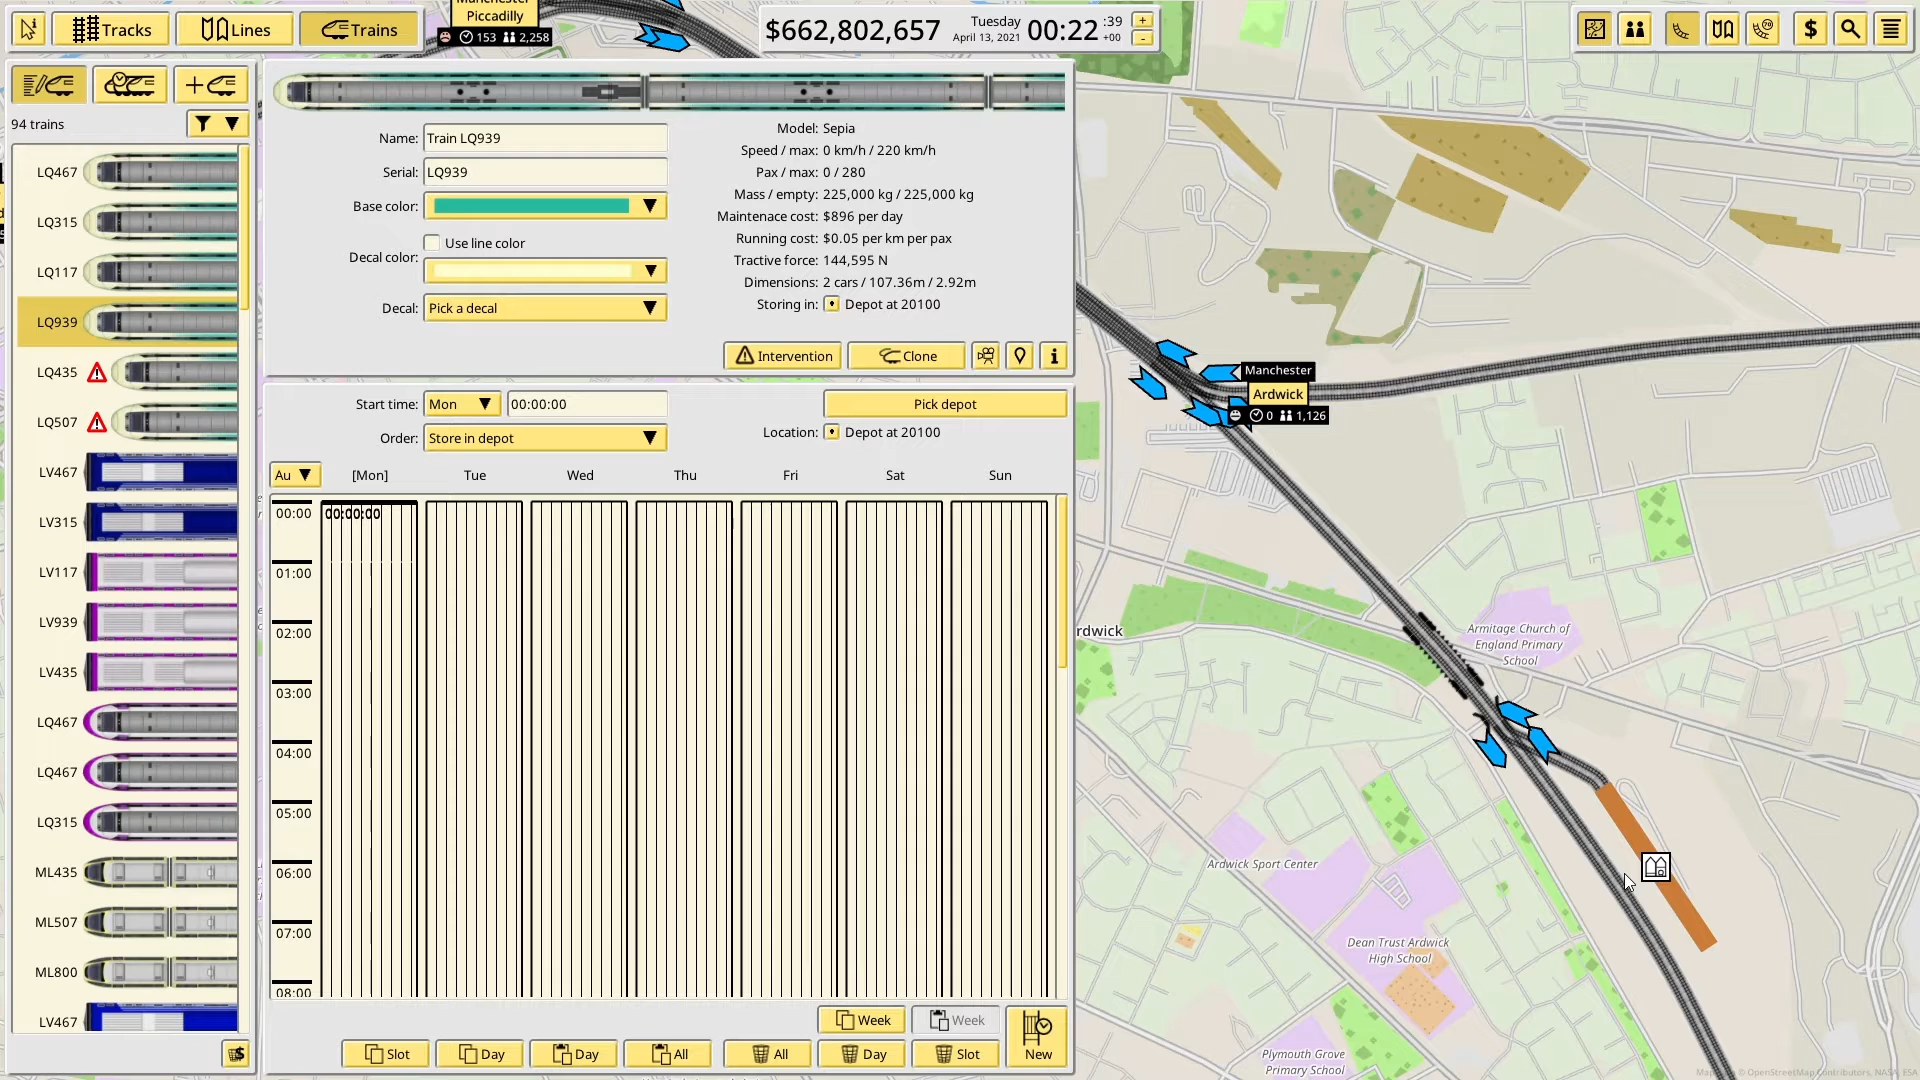 Tracks
Lines
Trains
Manchester
Piccadilly
153 2,258
$662,802,657
Tuesday
April 13, 2021
00:22 :39
+00
+
-
$
94 trains
LQ467
LQ315
LQ117
LQ939
LQ435
LQ507
LV467
LV315
LV117
LV939
LV435
LQ467
LQ467
LQ315
ML435
ML507
ML800
LV467
Name: Train LQ939
Serial: LQ939
Base color:
Use line color
Decal color:
Decal: Pick a decal
Model: Sepia
Speed / max: 0 km/h / 220 km/h
Pax / max: 0 / 280
Mass / empty: 225,000 kg / 225,000 kg
Maintenace cost: $896 per day
Running cost: $0.05 per km per pax
Tractive force: 144,595 N
Dimensions: 2 cars / 107.36m / 2.92m
Storing in: Depot at 20100
Intervention
Clone
i
Start time: Mon 00:00:00
Pick depot
Order: Store in depot
Location: Depot at 20100
Au [Mon] Tue Wed Thu Fri Sat Sun
00:00 00:00:00
01:00
02:00
03:00
04:00
05:00
06:00
07:00
08:00
Week
Week
New
Slot
Day
Day
All
All
Day
Slot
Manchester
Ardwick
0 1,126
rdwick
Armitage Church of
England Primary
School
Ardwick Sport Center
Dean Trust Ardwick
High School
Plymouth Grove
Primary School
© OpenStreetMap Contributors, NASA, ESA